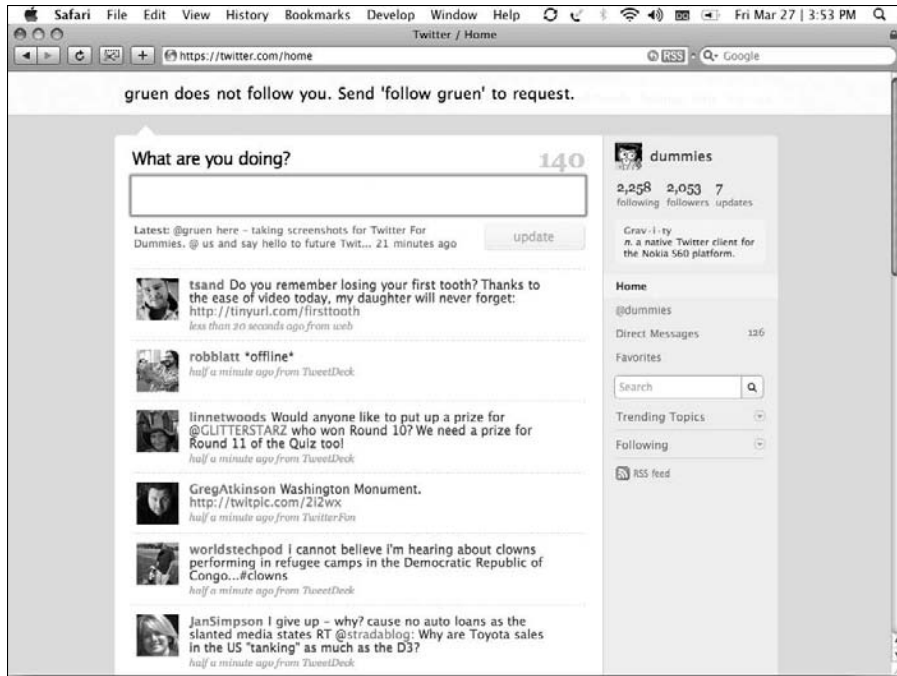 Safari File Edit View History Bookmarks Develop Window Help Fri Mar 27 | 3:53 PM
Twitter / Home
https://twitter.com/home RSS Google
gruen does not follow you. Send 'follow gruen' to request.
What are you doing? 140
Latest: @gruen here – taking screenshots for Twitter For
Dummies. @ us and say hello to future Twit... 21 minutes ago
update
tsand Do you remember losing your first tooth? Thanks to
the ease of video today, my daughter will never forget:
http://tinyurl.com/firsttooth
less than 20 seconds ago from web
robblatt *offline*
half a minute ago from TweetDeck
linnetwoods Would anyone like to put up a prize for
@GLITTERSTARZ who won Round 10? We need a prize for
Round 11 of the Quiz too!
half a minute ago from TweetDeck
GregAtkinson Washington Monument.
http://twitpic.com/2i2wx
half a minute ago from TwitterFon
worldstechpod i cannot believe i'm hearing about clowns
performing in refugee camps in the Democratic Republic of
Congo...#clowns
half a minute ago from TweetDeck
JanSimpson I give up – why? cause no auto loans as the
slanted media states RT @stradablog: Why are Toyota sales
in the US "tanking" as much as the D3?
half a minute ago from TweetDeck
dummies
2,258 2,053 7
following followers updates
Grav·i·ty
n. a native Twitter client for
the Nokia S60 platform.
Home
@dummies
Direct Messages 126
Favorites
Search
Trending Topics
Following
RSS feed